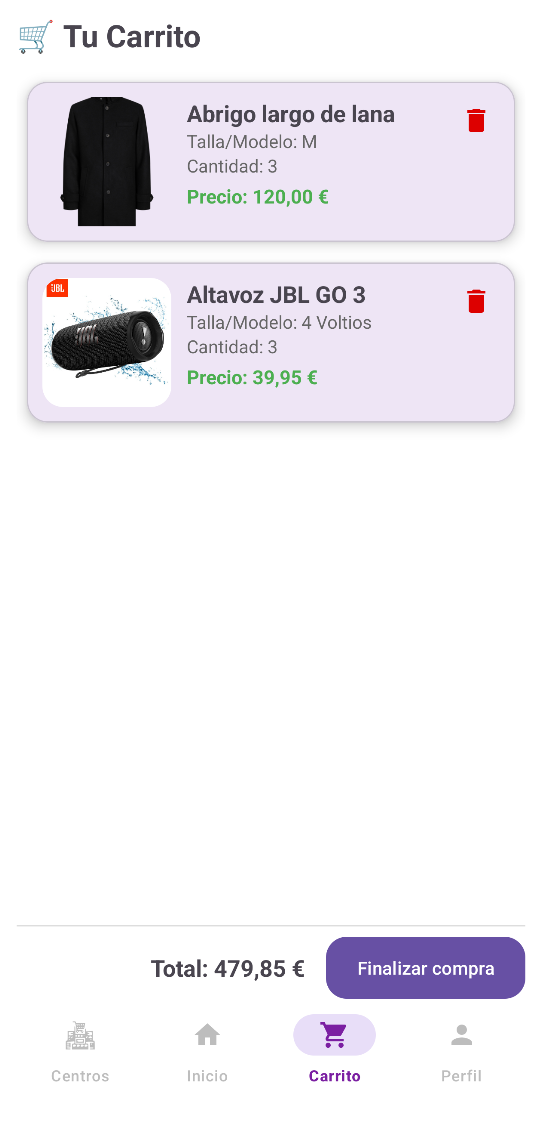 Tu Carrito
Abrigo largo de lana
Talla/Modelo: M
Cantidad: 3
Precio: 120,00 €
JBL
JBL
Altavoz JBL GO 3
Talla/Modelo: 4 Voltios
Cantidad: 3
Precio: 39,95 €
Total: 479,85 €
Finalizar compra
Centros
Inicio
Carrito
Perfil